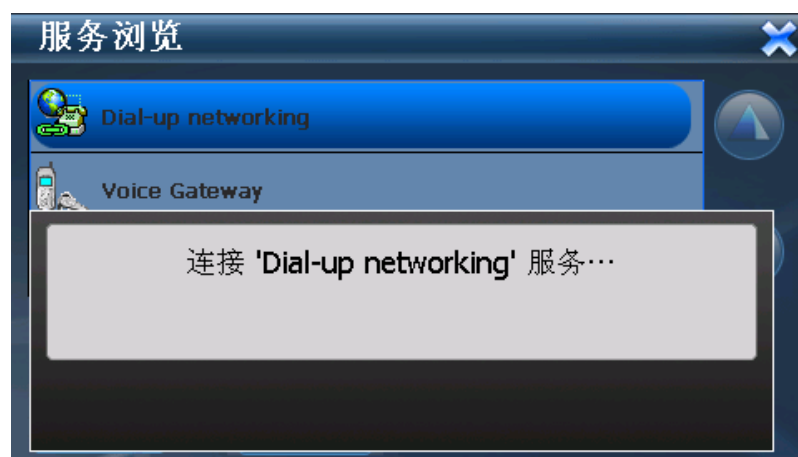 服务浏览
Dial-up networking
Voice Gateway
连接 'Dial-up networking' 服务…